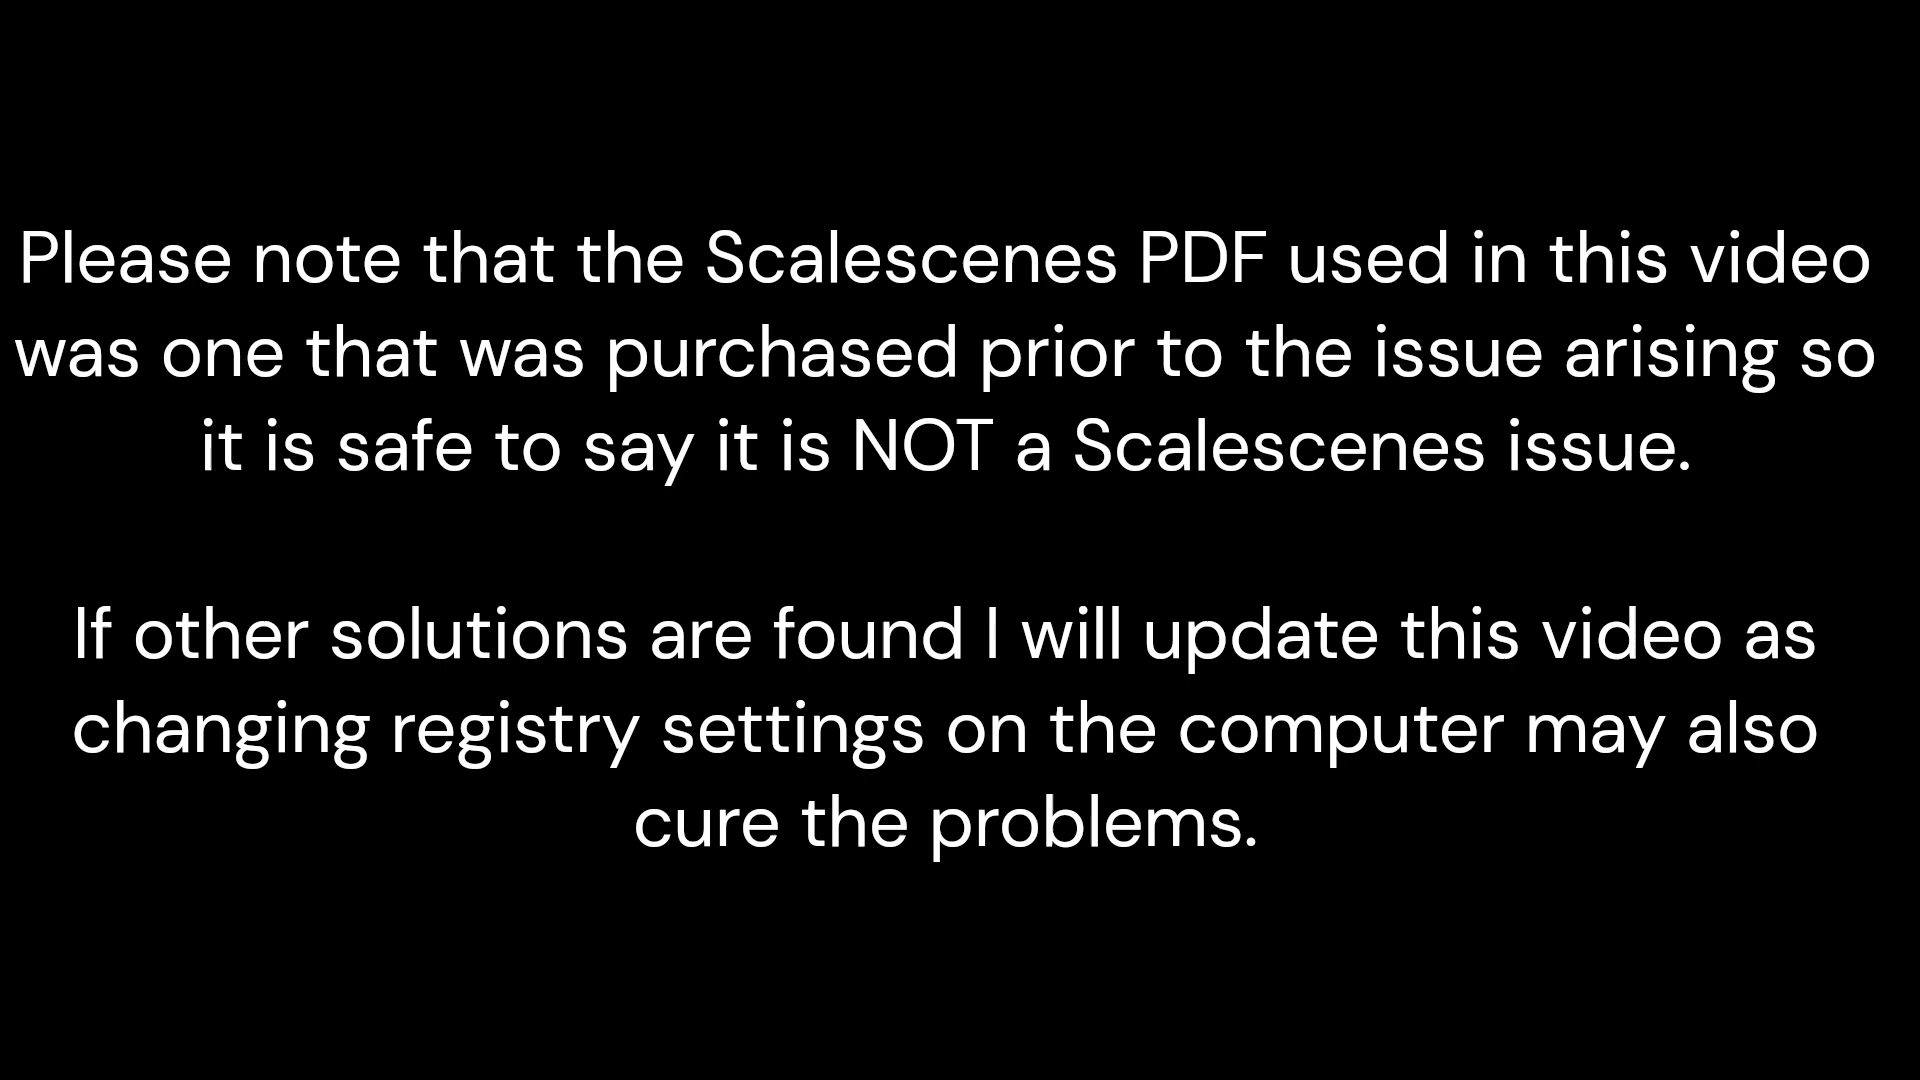 Please note that the Scalescenes PDF used in this video
was one that was purchased prior to the issue arising so
it is safe to say it is NOT a Scalescenes issue.
If other solutions are found I will update this video as
changing registry settings on the computer may also
cure the problems.